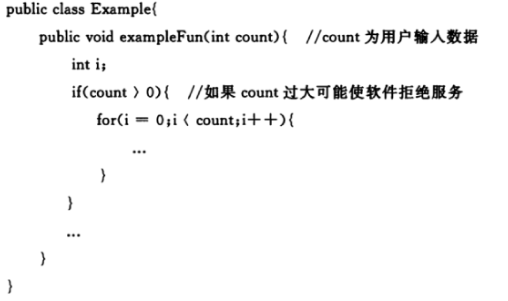 public class Example{
public void exampleFun(int count){ //count 为用户输入数据
int i;
if(count > 0){ //如果 count 过大可能使软件拒绝服务
for(i = 0;i < count;i++){
...
}
}
...
}
}